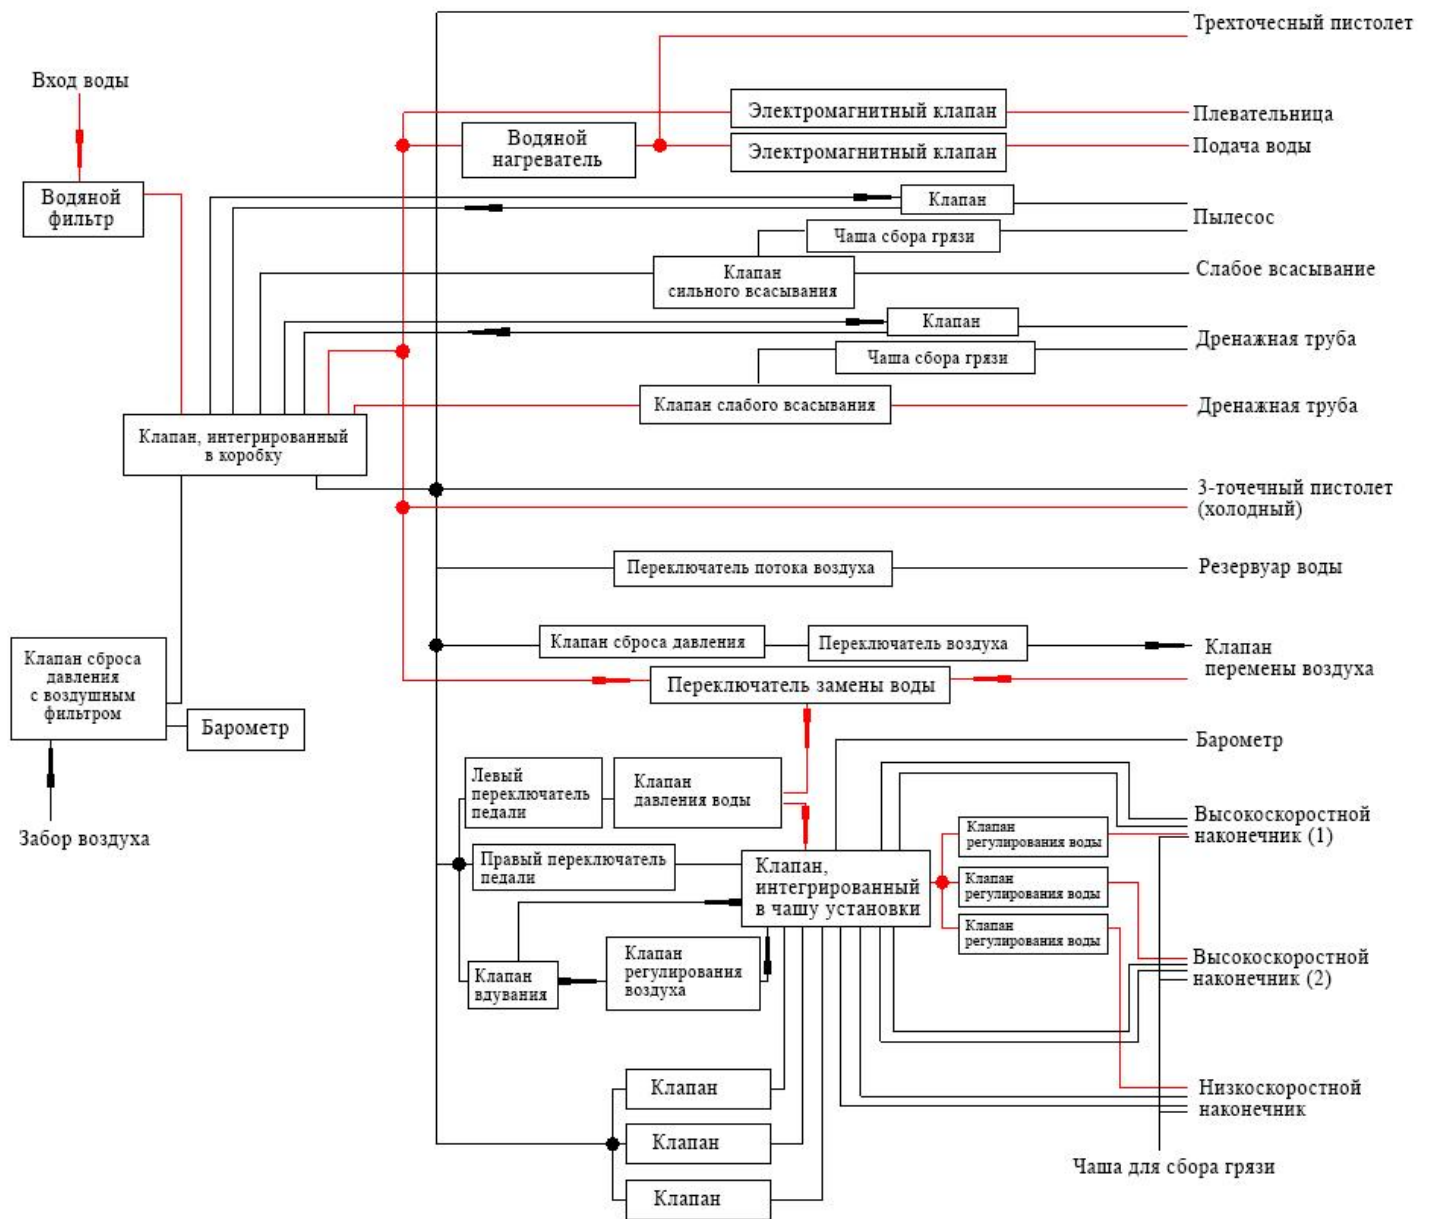 Трехточесный пистолет
Вход воды
Электромагнитный клапан
Плевательница
Водяной
нагреватель
Электромагнитный клапан
Подача воды
Водяной
фильтр
Клапан
Пылесос
Чаша сбора грязи
Клапан
сильного всасывания
Слабое всасывание
Клапан
Дренажная труба
Чаша сбора грязи
Клапан слабого всасывания
Дренажная труба
Клапан, интегрированный
в коробку
3-точечный пистолет
(холодный)
Переключатель потока воздуха
Резервуар воды
Клапан сброса давления
Переключатель воздуха
Клапан
перемены воздуха
Клапан сброса
давления
с воздушным
фильтром
Переключатель замены воды
Барометр
Барометр
Левый
переключатель
педали
Клапан
давления воды
Забор воздуха
Высокоскоростной
наконечник (1)
Клапан
регулирования воды
Правый переключатель
педали
Клапан,
интегрированный
в чашу установки
Клапан
регулирования воды
Клапан
регулирования воды
Клапан
вдувания
Клапан
регулирования
воздуха
Высокоскоростной
наконечник (2)
Клапан
Низкоскоростной
наконечник
Клапан
Чаша для сбора грязи
Клапан